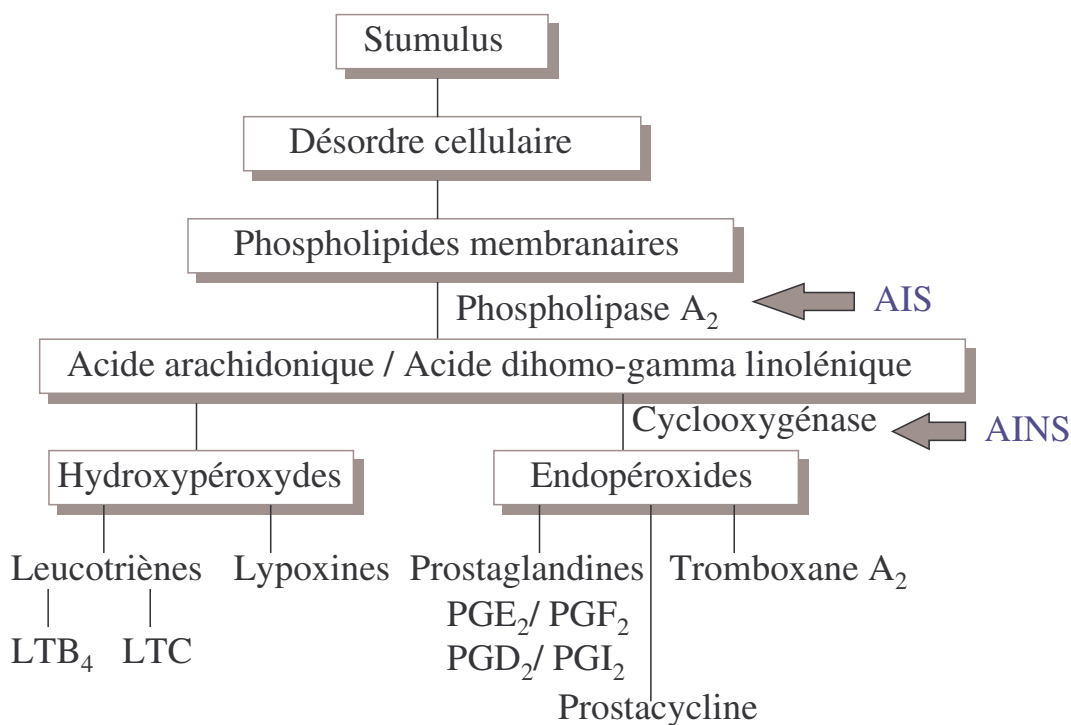 Stumulus
Désordre cellulaire
Phospholipides membranaires
Phospholipase A₂
AIS
Acide arachidonique / Acide dihomo-gamma linolénique
Cyclooxygénase
AINS
Hydroxypéroxydes
Endopéroxides
Leucotriènes
Lypoxines
Prostaglandines
Tromboxane A₂
PGE₂/ PGF₂
PGD₂/ PGI₂
LTB₄
LTC
Prostacycline